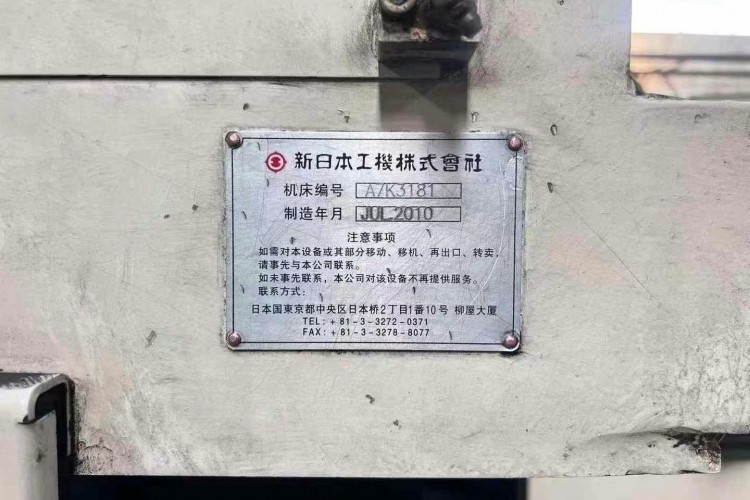 新日本工機株式會社
机床编号 A/K3181
制造年月 JUL.2010
注意事项
如需对本设备或其部分移动、移机、再出口、转卖,
请事先与本公司联系。
如未事先联系，本公司对该设备不再提供服务。
联系方式：
日本国東京都中央区日本桥2丁目1番10号 柳屋大厦
TEL:+81-3-3272-0371
FAX:+81-3-3278-8077